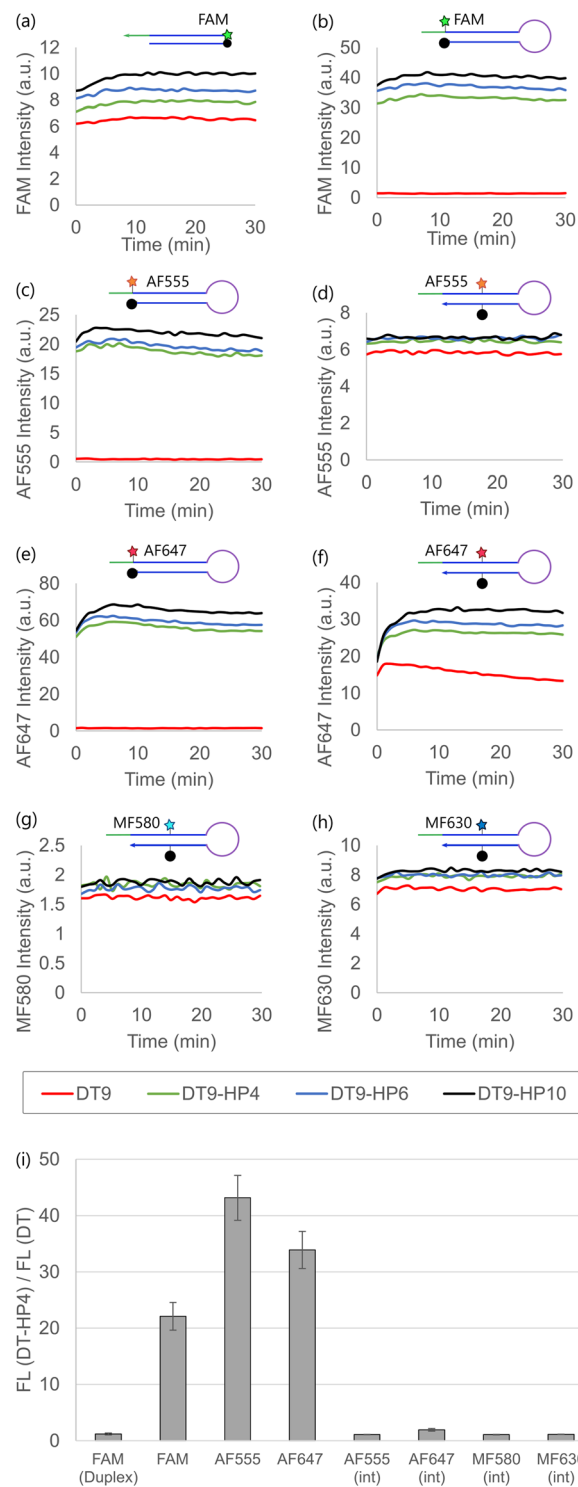 (a)
FAM
12
10
8
6
4
2
0
0 10 20 30
FAM Intensity (a.u.)
Time (min)
(b)
FAM
50
40
30
20
10
0
0 10 20 30
FAM Intensity (a.u.)
Time (min)
(c)
AF555
25
20
15
10
5
0
0 10 20 30
AF555 Intensity (a.u.)
Time (min)
(d)
AF555
8
6
4
2
0
0 10 20 30
AF555 Intensity (a.u.)
Time (min)
(e)
AF647
80
60
40
20
0
0 10 20 30
AF647 Intensity (a.u.)
Time (min)
(f)
AF647
40
30
20
10
0
0 10 20 30
AF647 Intensity (a.u.)
Time (min)
(g)
MF580
2.5
2
1.5
1
0.5
0
0 10 20 30
MF580 Intensity (a.u.)
Time (min)
(h)
MF630
10
8
6
4
2
0
0 10 20 30
MF630 Intensity (a.u.)
Time (min)
DT9 DT9-HP4 DT9-HP6 DT9-HP10
(i)
50
40
30
20
10
0
FL (DT-HP4) / FL (DT)
FAM FAM AF555 AF647 AF555 AF647 MF580 MF630
(Duplex) (int) (int) (int) (int)